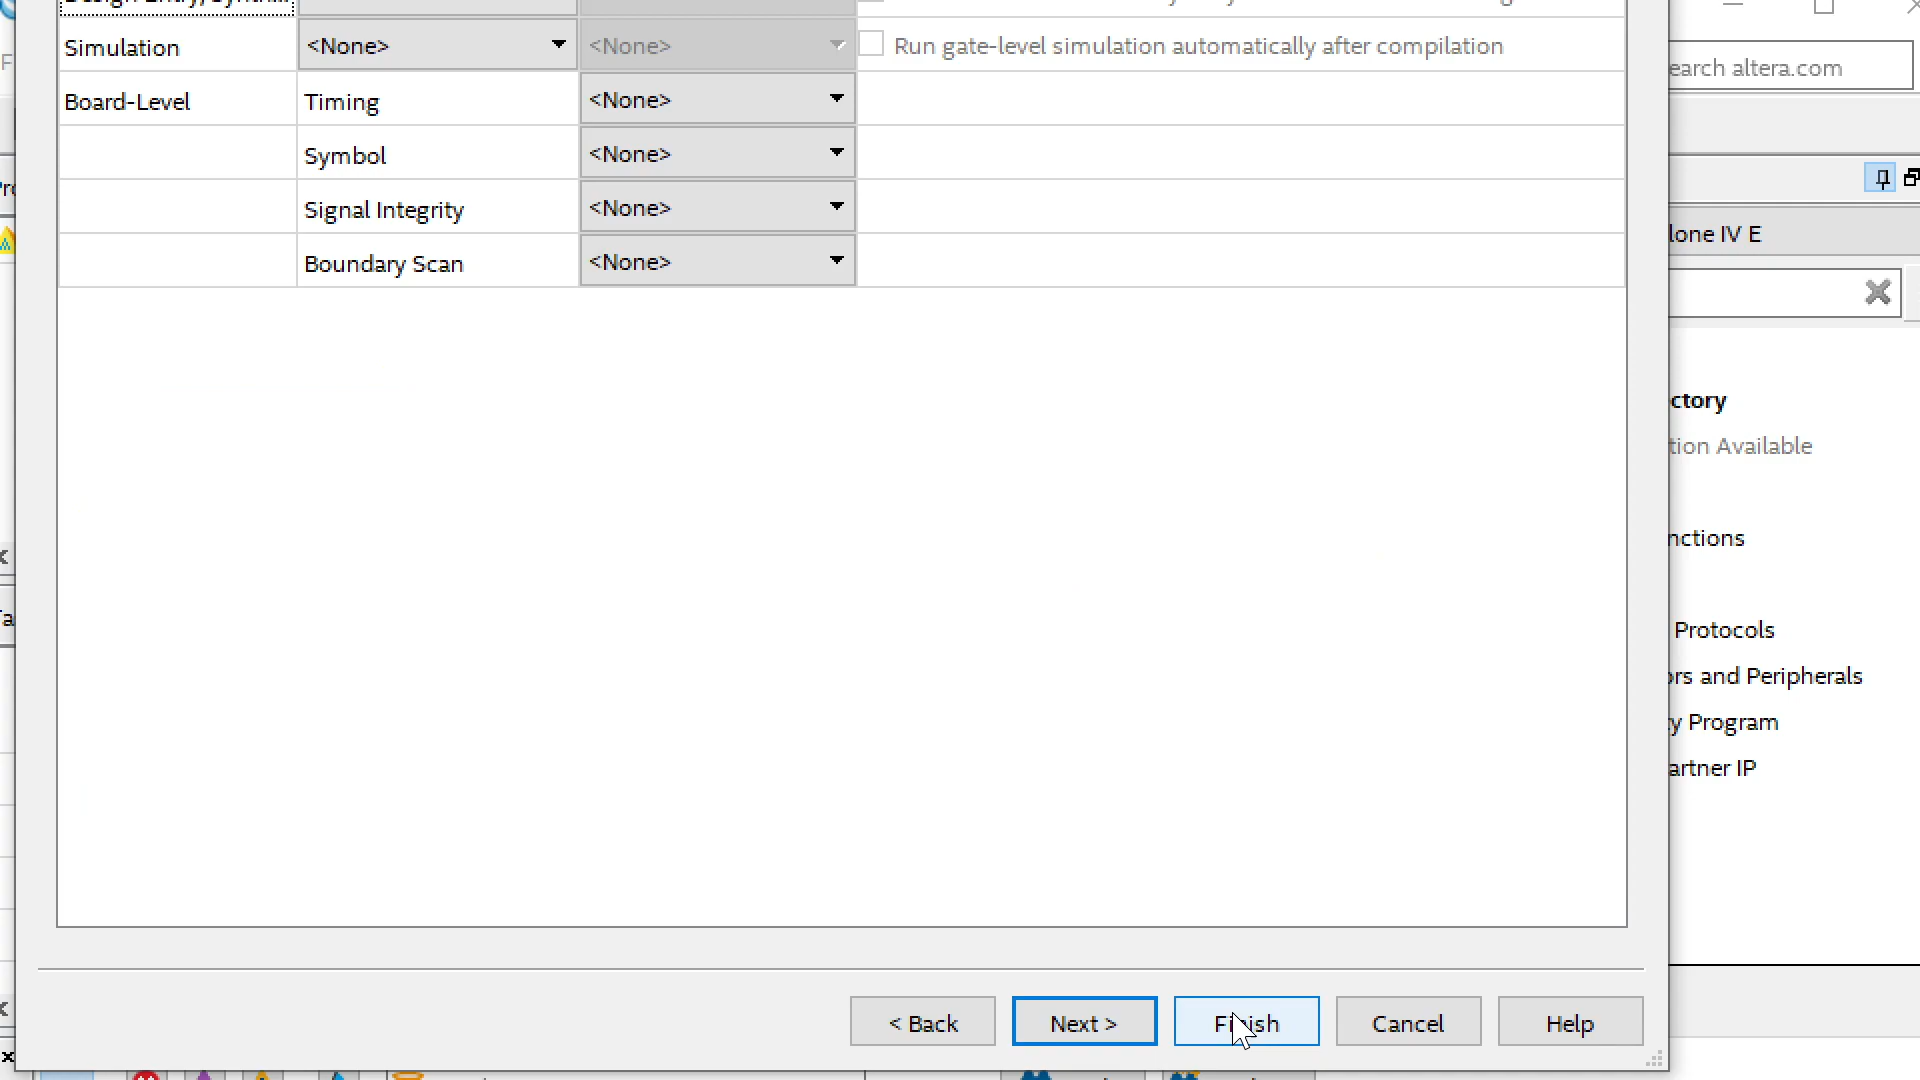 Simulation <None> <None> Run gate-level simulation automatically after compilation
earch altera.com
Board-Level Timing <None>
Symbol <None>
Signal Integrity <None>
lone IV E
Boundary Scan <None>
ctory
tion Available
nctions
Protocols
ors and Peripherals
y Program
artner IP
< Back Next > Finish Cancel Help